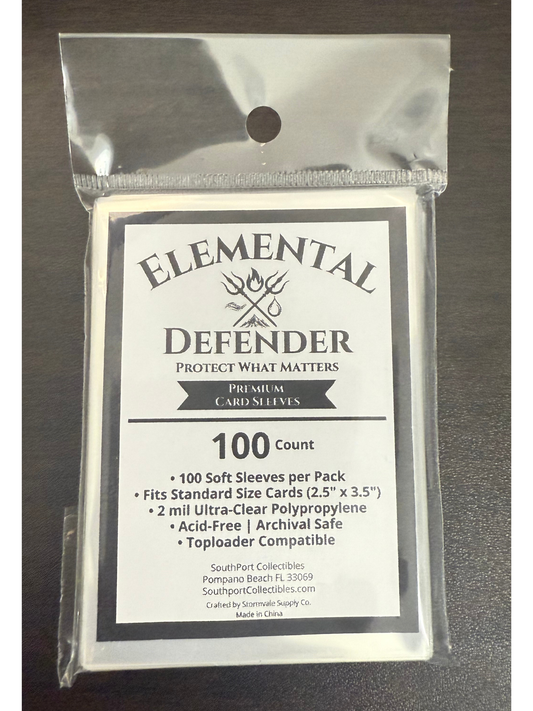 ELEMENTAL
DEFENDER
PROTECT WHAT MATTERS
PREMIUM
CARD SLEEVES
100 Count
• 100 Soft Sleeves per Pack
• Fits Standard Size Cards (2.5" x 3.5")
• 2 mil Ultra-Clear Polypropylene
• Acid-Free | Archival Safe
• Toploader Compatible
SouthPort Collectibles
Pompano Beach FL 33069
SouthportCollectibles.com
Crafted by Stormvale Supply Co.
Made in China